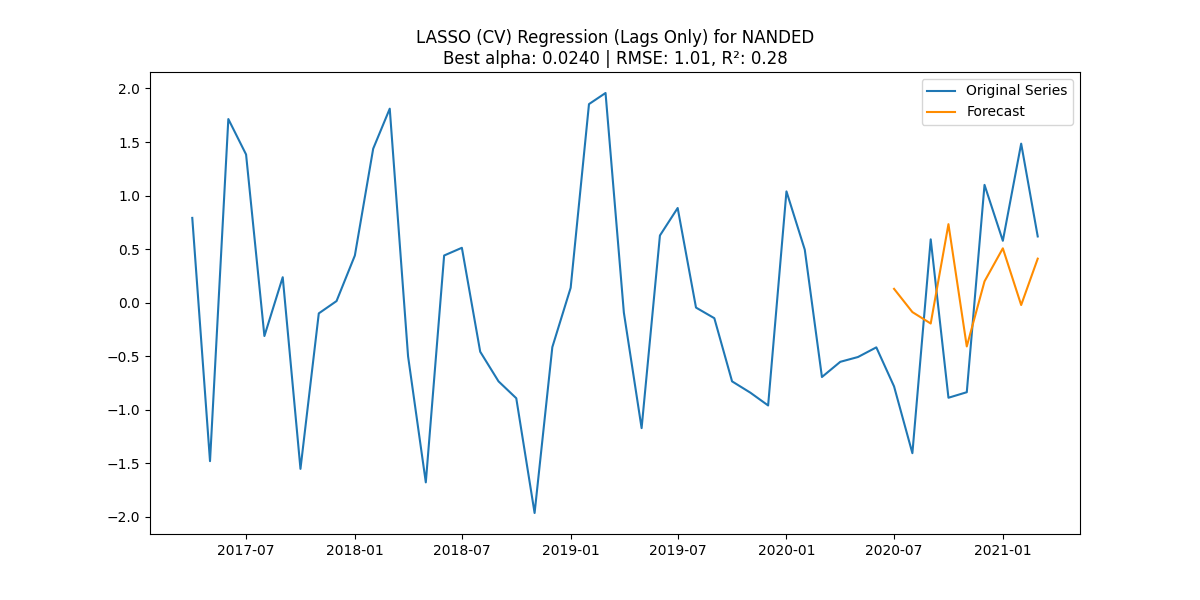 LASSO (CV) Regression (Lags Only) for NANDED
Best alpha: 0.0240 | RMSE: 1.01, R²: 0.28
Original Series
Forecast
2.0
1.5
1.0
0.5
0.0
−0.5
−1.0
−1.5
−2.0
2017-07 2018-01 2018-07 2019-01 2019-07 2020-01 2020-07 2021-01